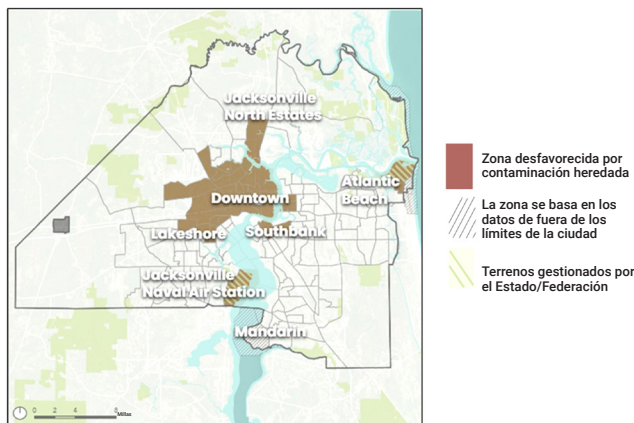 Jacksonville
North Estates
Downtown
Atlantic
Beach
Lakeshore
Southbank
Jacksonville
Naval Air Station
Mandarin
0 2 4 8 Millas
Zona desfavorecida por
contaminación heredada
La zona se basa en los
datos de fuera de los
límites de la ciudad
Terrenos gestionados por
el Estado/Federación